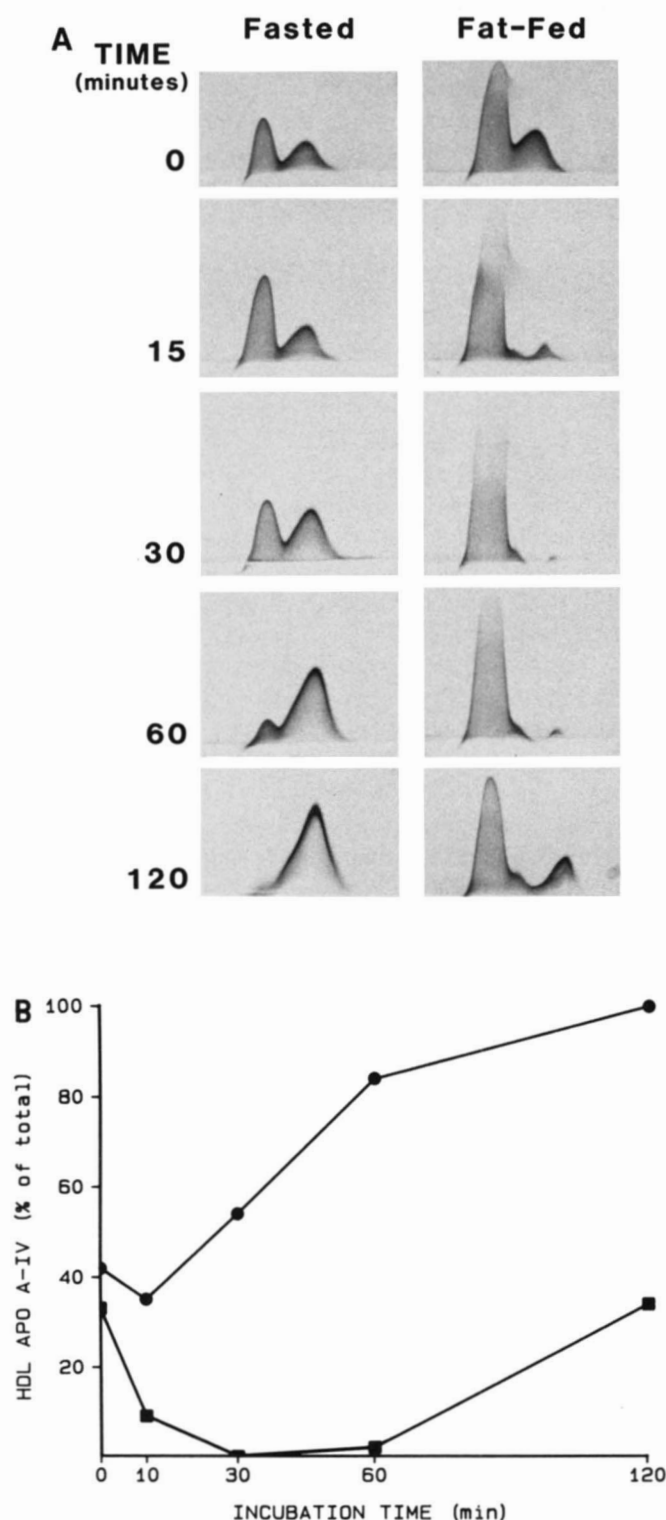 A
TIME
(minutes)
Fasted
Fat-Fed
0
15
30
60
120
B
HDL APO A-IV (% of total)
100
80
60
40
20
0
10
30
60
120
INCUBATION TIME (min)